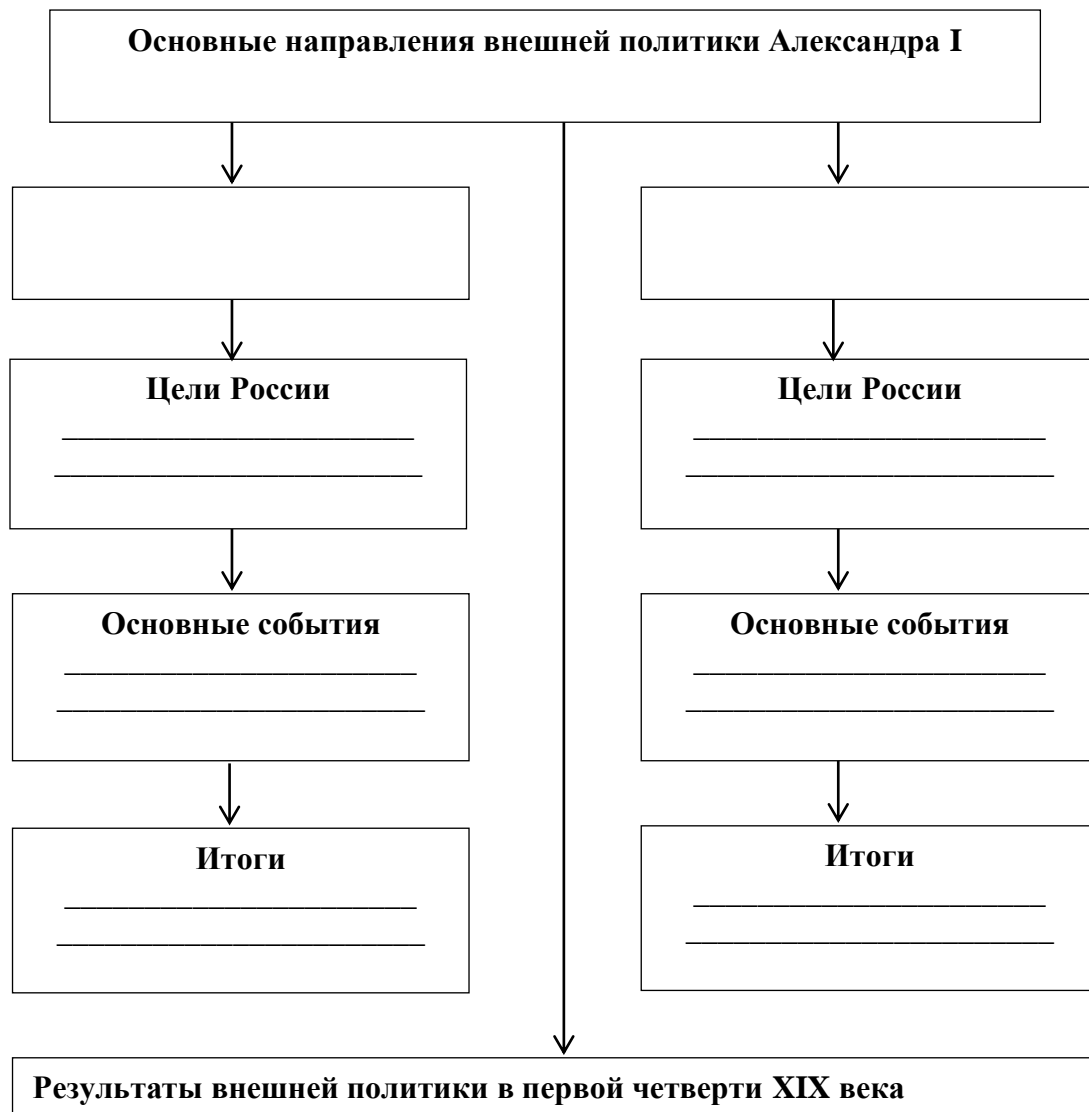 Основные направления внешней политики Александра I
Цели России
Цели России
Основные события
Основные события
Итоги
Итоги
Результаты внешней политики в первой четверти XIX века